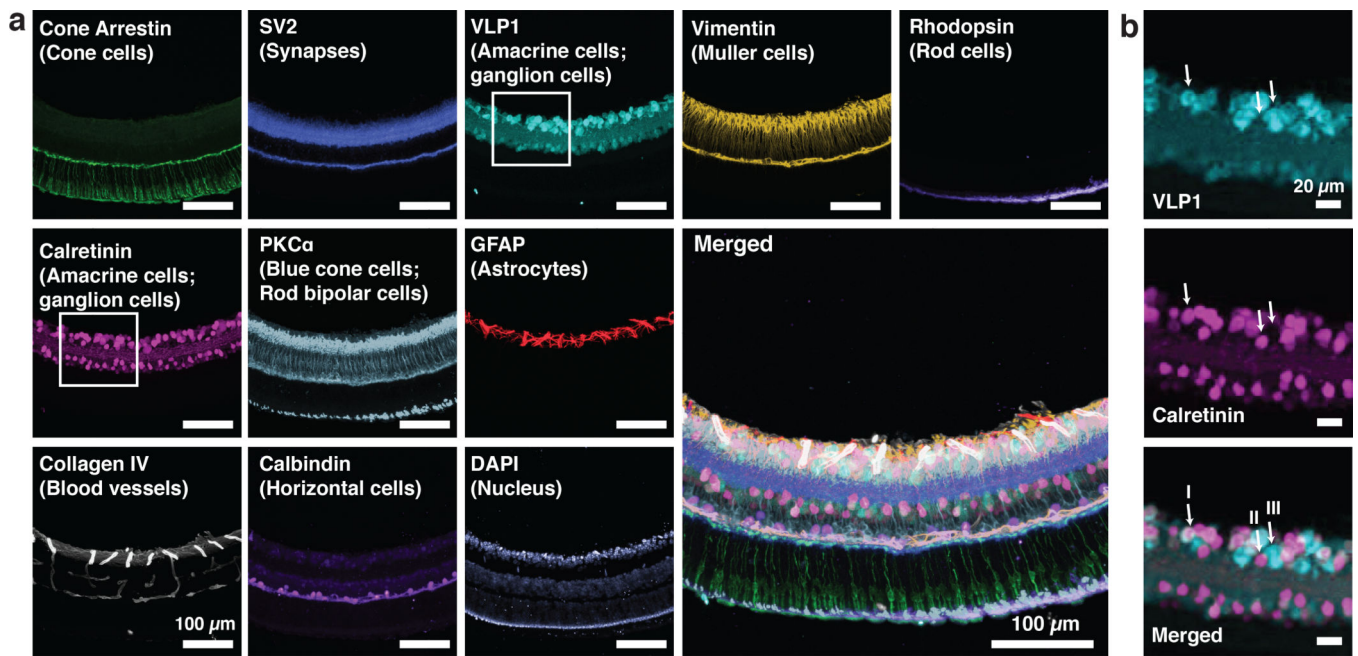 a
Cone Arrestin
(Cone cells)
SV2
(Synapses)
VLP1
(Amacrine cells;
ganglion cells)
Vimentin
(Muller cells)
Rhodopsin
(Rod cells)
Calretinin
(Amacrine cells;
ganglion cells)
PKCα
(Blue cone cells;
Rod bipolar cells)
GFAP
(Astrocytes)
Merged
100 µm
Collagen IV
(Blood vessels)
100 µm
Calbindin
(Horizontal cells)
DAPI
(Nucleus)
b
20 µm
VLP1
Calretinin
I
II
III
Merged